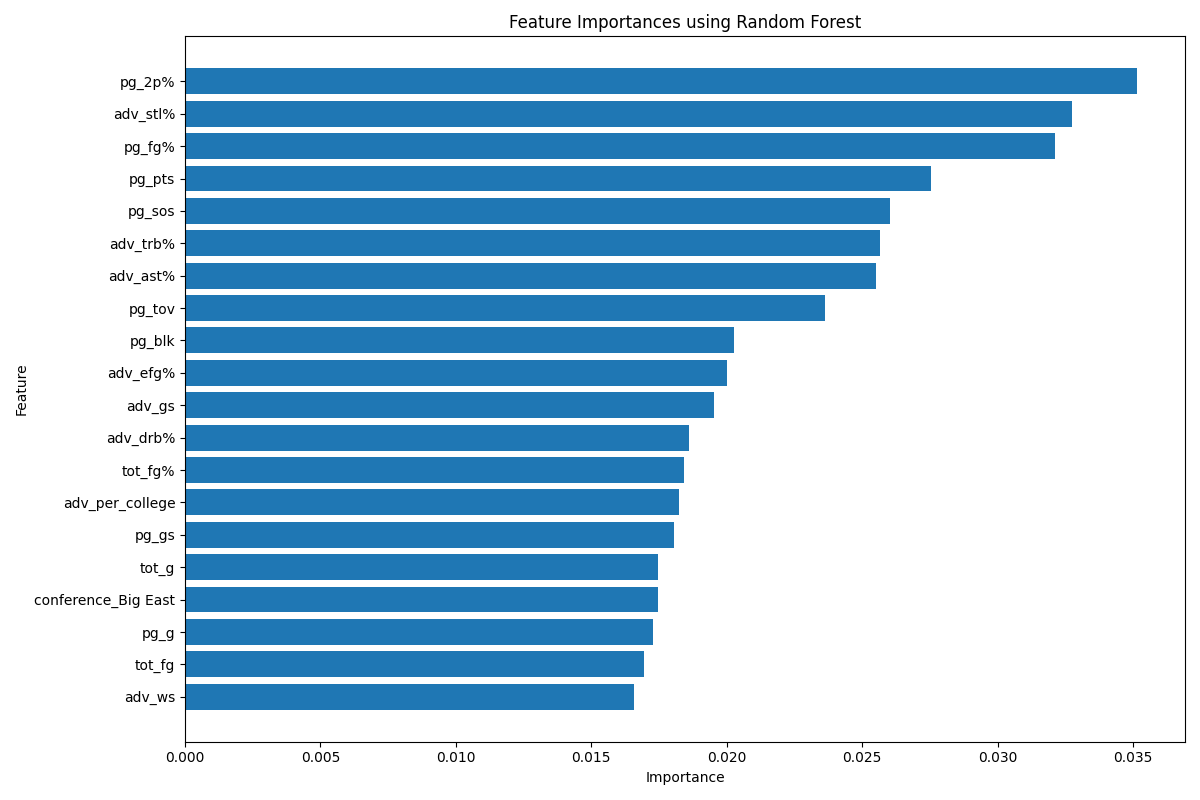 Feature Importances using Random Forest
pg_2p%
adv_stl%
pg_fg%
pg_pts
pg_sos
adv_trb%
adv_ast%
pg_tov
pg_blk
adv_efg%
adv_gs
adv_drb%
tot_fg%
adv_per_college
pg_gs
tot_g
conference_Big East
pg_g
tot_fg
adv_ws
Feature
0.000 0.005 0.010 0.015 0.020 0.025 0.030 0.035
Importance